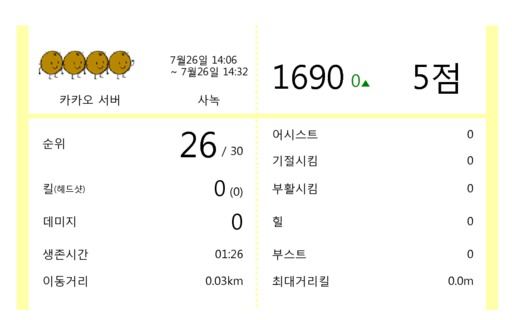 7월26일 14:06
~ 7월26일 14:32
카카오 서버
사녹
1690 0▲
5점
순위 26 / 30
킬(헤드샷) 0 (0)
데미지 0
생존시간 01:26
이동거리 0.03km
어시스트 0
기절시킴 0
부활시킴 0
힐 0
부스트 0
최대거리킬 0.0m